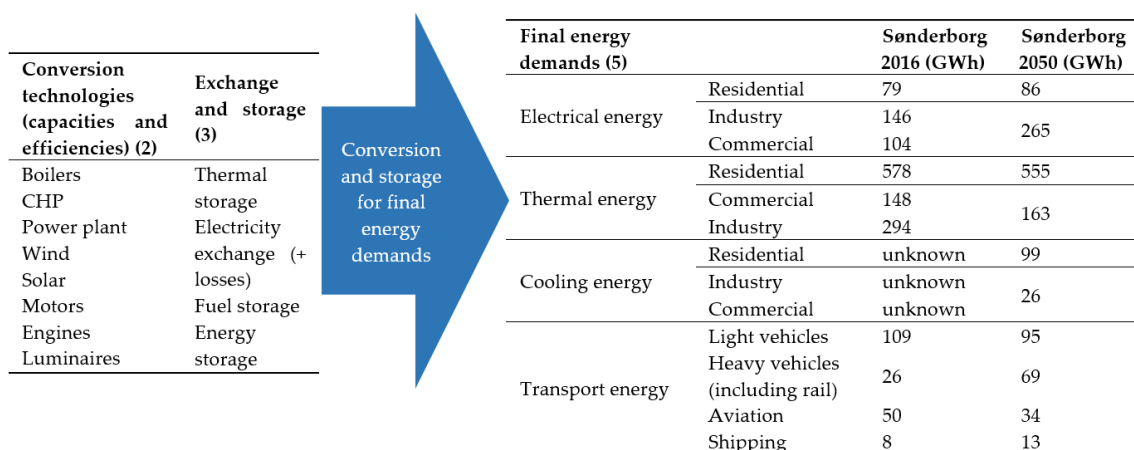 Conversion
technologies
(capacities and
efficiencies) (2)
Exchange
and storage
(3)
Boilers
CHP
Power plant
Wind
Solar
Motors
Engines
Luminaires
Thermal
storage
Electricity
exchange (+
losses)
Fuel storage
Energy
storage
Conversion
and storage
for final
energy
demands
Final energy
demands (5)
Sønderborg
2016 (GWh)
Sønderborg
2050 (GWh)
Electrical energy
Residential 79 86
Industry 146
265
Commercial 104
Thermal energy
Residential 578 555
Commercial 148
163
Industry 294
Cooling energy
Residential unknown 99
Industry unknown
26
Commercial unknown
Transport energy
Light vehicles 109 95
Heavy vehicles
(including rail) 26 69
Aviation 50 34
Shipping 8 13